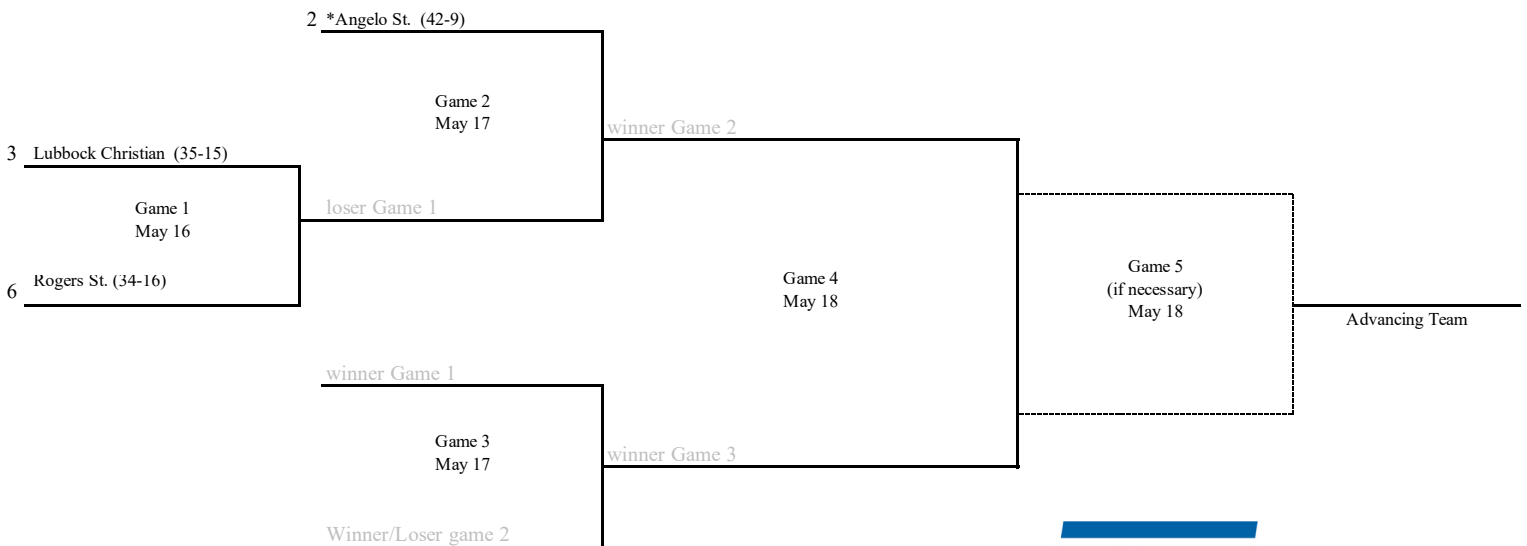 2 *Angelo St. (42-9)
Game 2
May 17
winner Game 2
3 Lubbock Christian (35-15)
Game 1
May 16
loser Game 1
6 Rogers St. (34-16)
Game 4
May 18
Game 5
(if necessary)
May 18
Advancing Team
winner Game 1
Game 3
May 17
winner Game 3
Winner/Loser game 2